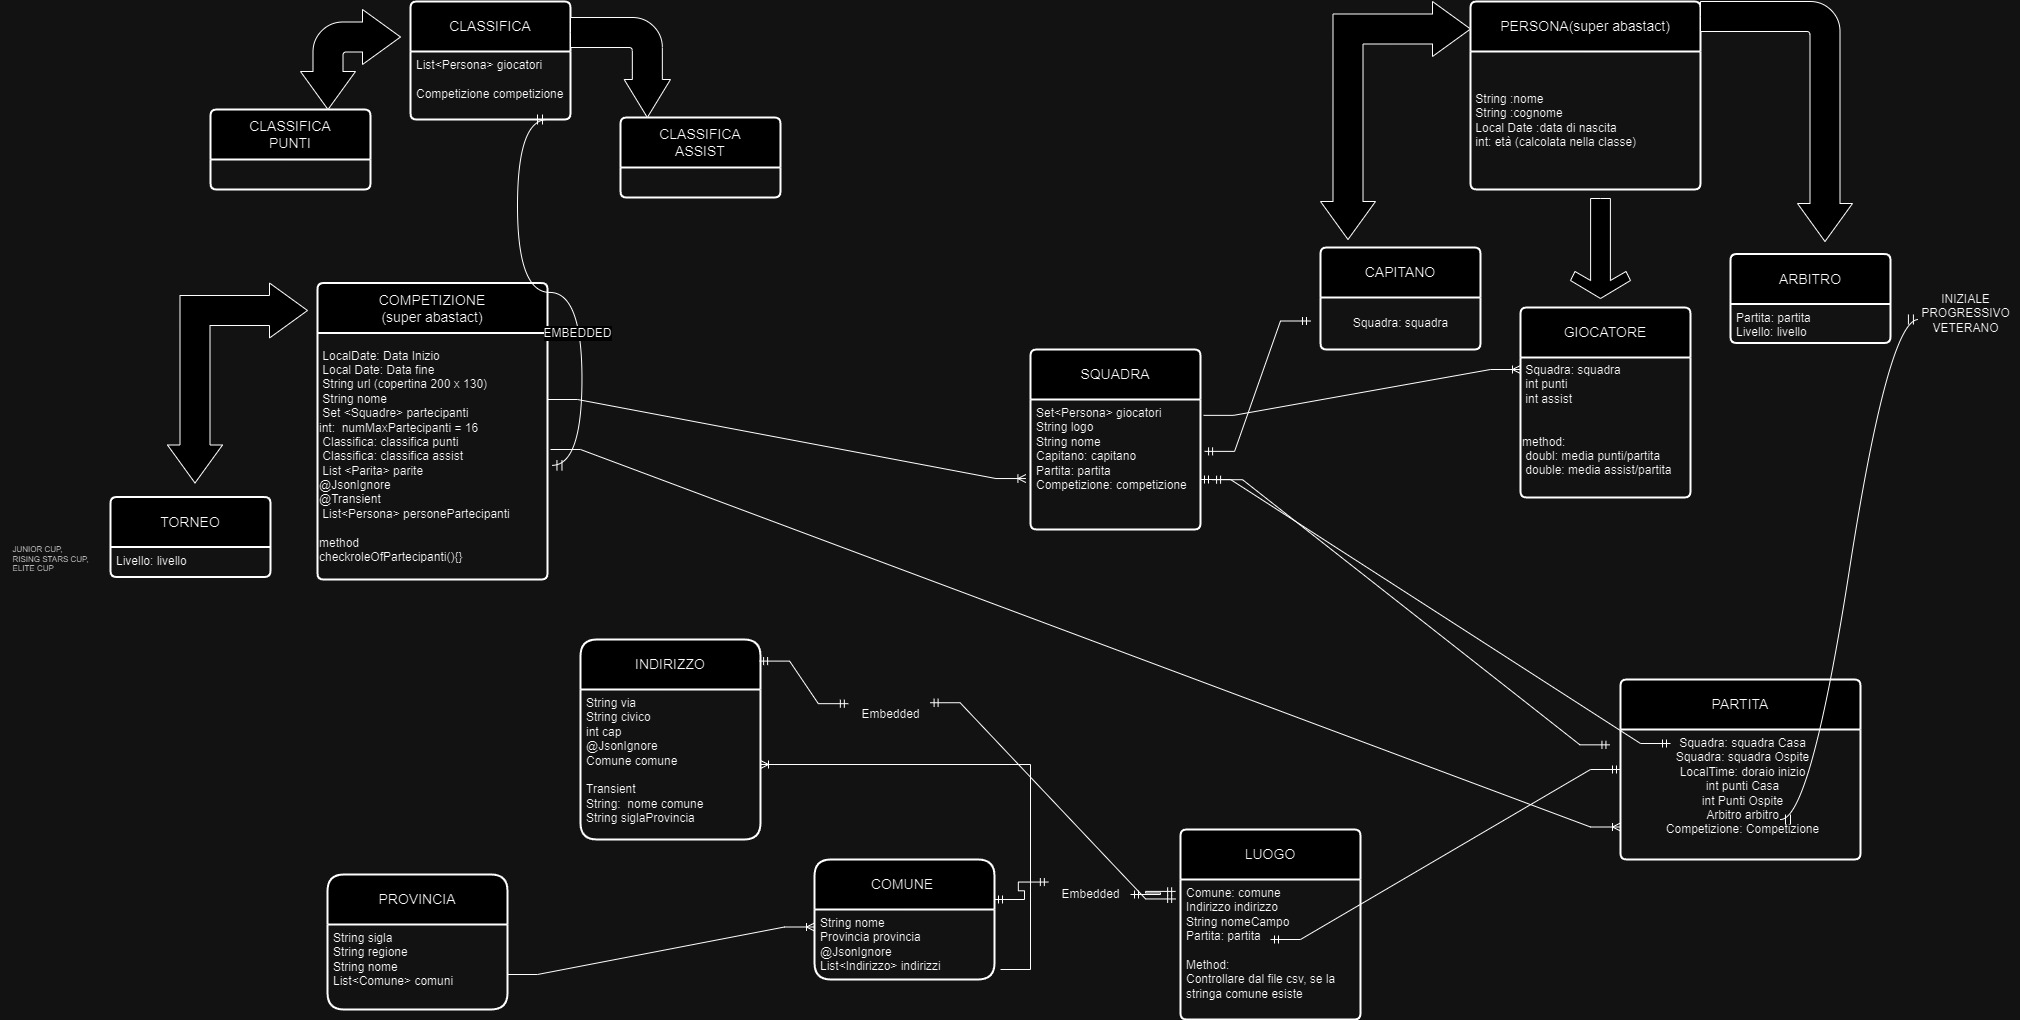 CLASSIFICA
List<Persona> giocatori
Competizione competizione
CLASSIFICA
PUNTI
CLASSIFICA
ASSIST
PERSONA(super abastact)
String :nome
String :cognome
Local Date :data di nascita
int: età (calcolata nella classe)
CAPITANO
Squadra: squadra
GIOCATORE
Squadra: squadra
int punti
int assist
method:
doubl: media punti/partita
double: media assist/partita
ARBITRO
Partita: partita
Livello: livello
INIZIALE
PROGRESSIVO
VETERANO
COMPETIZIONE
(super abastact)
EMBEDDED
LocalDate: Data Inizio
Local Date: Data fine
String url (copertina 200 x 130)
String nome
Set <Squadre> partecipanti
int:  numMaxPartecipanti = 16
Classifica: classifica punti
Classifica: classifica assist
List <Parita> parite
@JsonIgnore
@Transient
List<Persona> personePartecipanti
method
checkroleOfPartecipanti(){}
TORNEO
Livello: livello
JUNIOR CUP,
RISING STARS CUP,
ELITE CUP
SQUADRA
Set<Persona> giocatori
String logo
String nome
Capitano: capitano
Partita: partita
Competizione: competizione
INDIRIZZO
String via
String civico
int cap
@JsonIgnore
Comune comune
Transient
String:  nome comune
String siglaProvincia
Embedded
PARTITA
Squadra: squadra Casa
Squadra: squadra Ospite
LocalTime: doraio inizio
int punti Casa
int Punti Ospite
Arbitro arbitro
Competizione: Competizione
PROVINCIA
String sigla
String regione
String nome
List<Comune> comuni
COMUNE
String nome
Provincia provincia
@JsonIgnore
List<Indirizzo> indirizzi
Embedded
LUOGO
Comune: comune
Indirizzo indirizzo
String nomeCampo
Partita: partita
Method:
Controllare dal file csv, se la
stringa comune esiste